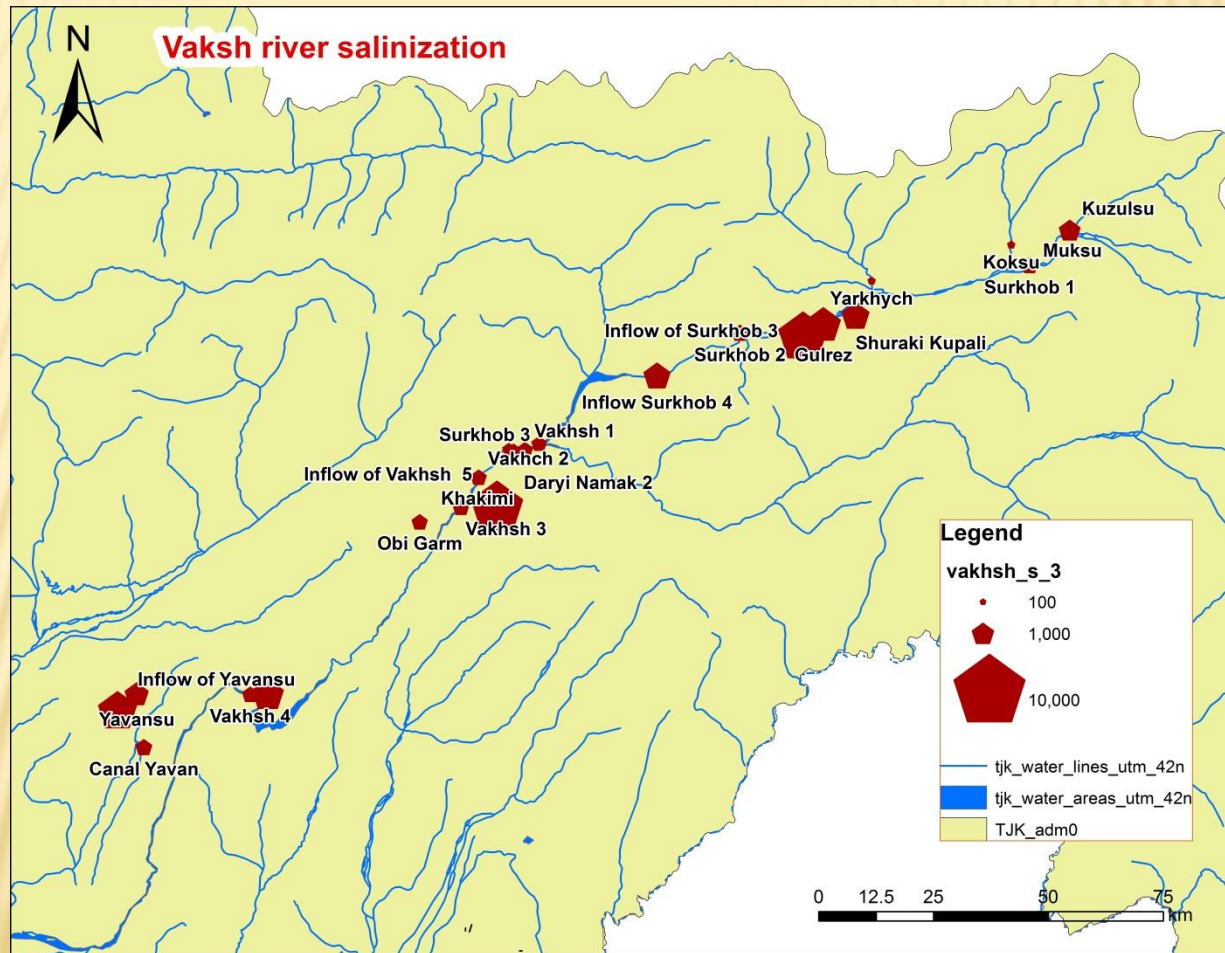 Vaksh river salinization
N
Kuzulsu
Muksu
Koksu
Surkhob 1
Yarkhych
Inflow of Surkhob 3
Shuraki Kupali
Surkhob 2
Gulrez
Inflow Surkhob 4
Vakhsh 1
Surkhob 3
Vakhch 2
Inflow of Vakhsh 5
Daryi Namak 2
Khakimi
Vakhsh 3
Obi Garm
Inflow of Yavansu
Yavansu
Vakhsh 4
Canal Yavan
Legend
vakhsh_s_3
100
1,000
10,000
tjk_water_lines_utm_42n
tjk_water_areas_utm_42n
TJK_adm0
0 12.5 25 50 75
km